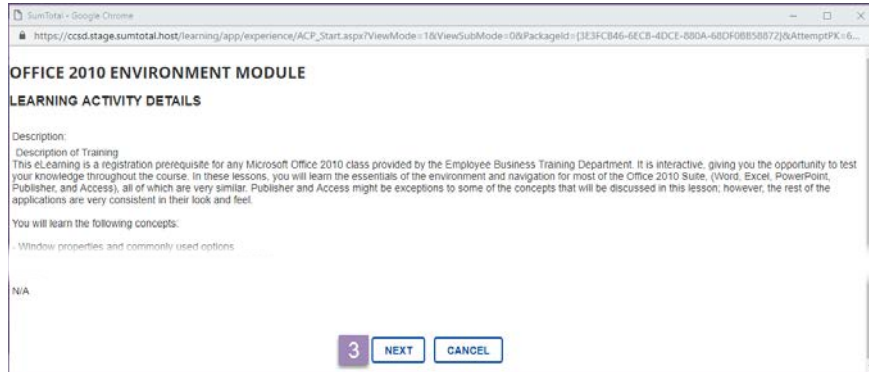 SumTotal - Google Chrome
https://ccsd.stage.sumtotal.host/learning/app/experience/ACP_Start.aspx?ViewMode=1&ViewSubMode=0&PackageId={3E3FCB46-6ECB-4DCE-880A-68DF08B58872}&AttemptPK=6...
OFFICE 2010 ENVIRONMENT MODULE
LEARNING ACTIVITY DETAILS
Description:
Description of Training
This eLearning is a registration prerequisite for any Microsoft Office 2010 class provided by the Employee Business Training Department. It is interactive, giving you the opportunity to test
your knowledge throughout the course. In these lessons, you will learn the essentials of the environment and navigation for most of the Office 2010 Suite, (Word, Excel, PowerPoint,
Publisher, and Access), all of which are very similar. Publisher and Access might be exceptions to some of the concepts that will be discussed in this lesson; however, the rest of the
applications are very consistent in their look and feel.
You will learn the following concepts:
- Window properties and commonly used options
N/A
3 NEXT CANCEL